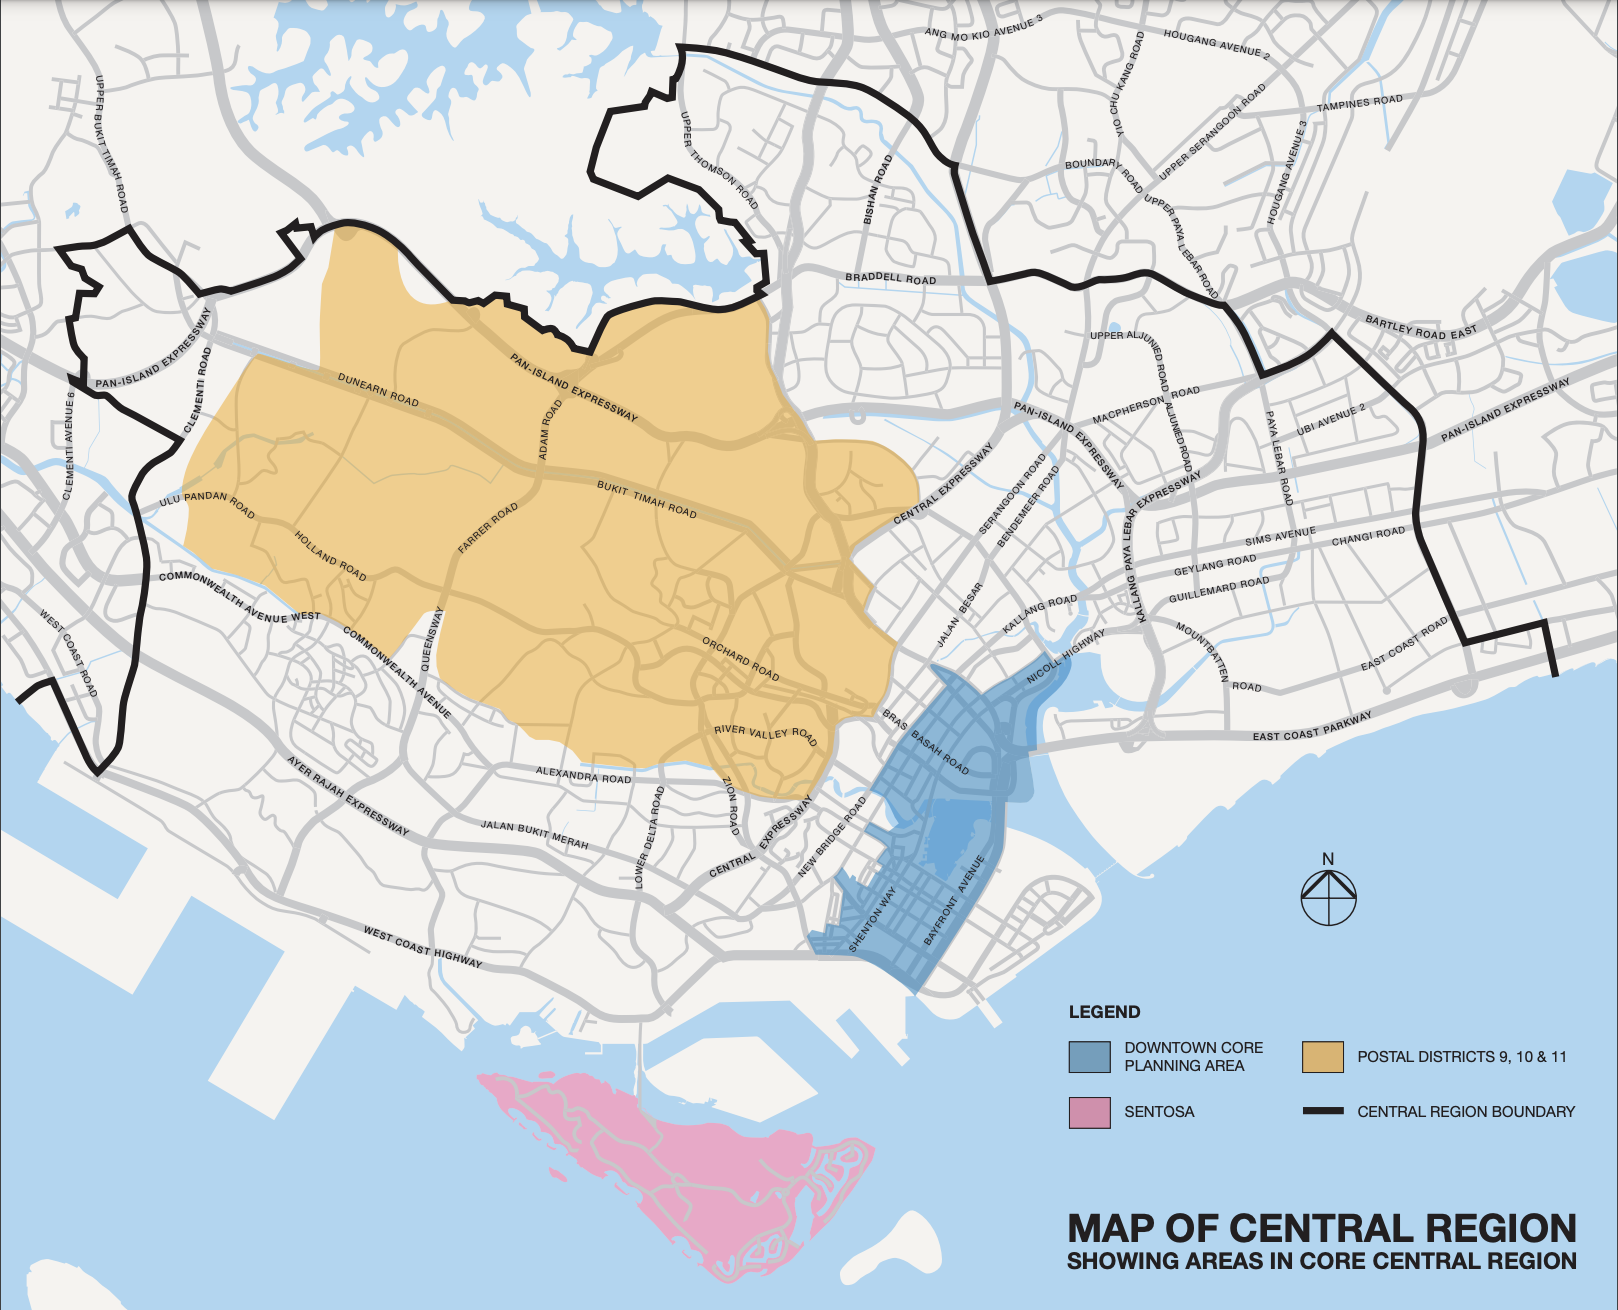 ANG MO KIO AVENUE 3
HOUGANG AVENUE 2
YIO CHU KANG ROAD
UPPER SERANGOON ROAD
TAMPINES ROAD
HOUGANG AVENUE 3
UPPER BUKIT TIMAH ROAD
UPPER THOMSON ROAD
BISHAN ROAD
BOUNDARY ROAD
UPPER PAYA LEBAR ROAD
BRADDELL ROAD
BARTLEY ROAD EAST
PAN-ISLAND EXPRESSWAY
CLEMENTI ROAD
CLEMENTI AVENUE 6
DUNEARN ROAD
PAN-ISLAND EXPRESSWAY
ADAM ROAD
UPPER ALJUNIED ROAD
ALJUNIED ROAD
MACPHERSON ROAD
PAN-ISLAND EXPRESSWAY
PAYA LEBAR ROAD
UBI AVENUE 2
PAN-ISLAND EXPRESSWAY
ULU PANDAN ROAD
HOLLAND ROAD
FARRER ROAD
BUKIT TIMAH ROAD
CENTRAL EXPRESSWAY
SERANGOON ROAD
BENDEMEER ROAD
KALLANG PAYA LEBAR EXPRESSWAY
SIMS AVENUE
CHANGI ROAD
GEYLANG ROAD
GUILLEMARD ROAD
COMMONWEALTH AVENUE WEST
COMMONWEALTH AVENUE
QUEENSWAY
WEST COAST ROAD
ORCHARD ROAD
JALAN BESAR
KALLANG ROAD
NICOLL HIGHWAY
MOUNTBATTEN ROAD
EAST COAST ROAD
EAST COAST PARKWAY
RIVER VALLEY ROAD
BRAS BASAH ROAD
ALEXANDRA ROAD
ZION ROAD
AYER RAJAH EXPRESSWAY
JALAN BUKIT MERAH
LOWER DELTA ROAD
CENTRAL EXPRESSWAY
NEW BRIDGE ROAD
SHENTON WAY
BAYFRONT AVENUE
WEST COAST HIGHWAY
N
LEGEND
DOWNTOWN CORE
PLANNING AREA
POSTAL DISTRICTS 9, 10 & 11
SENTOSA
CENTRAL REGION BOUNDARY
MAP OF CENTRAL REGION
SHOWING AREAS IN CORE CENTRAL REGION